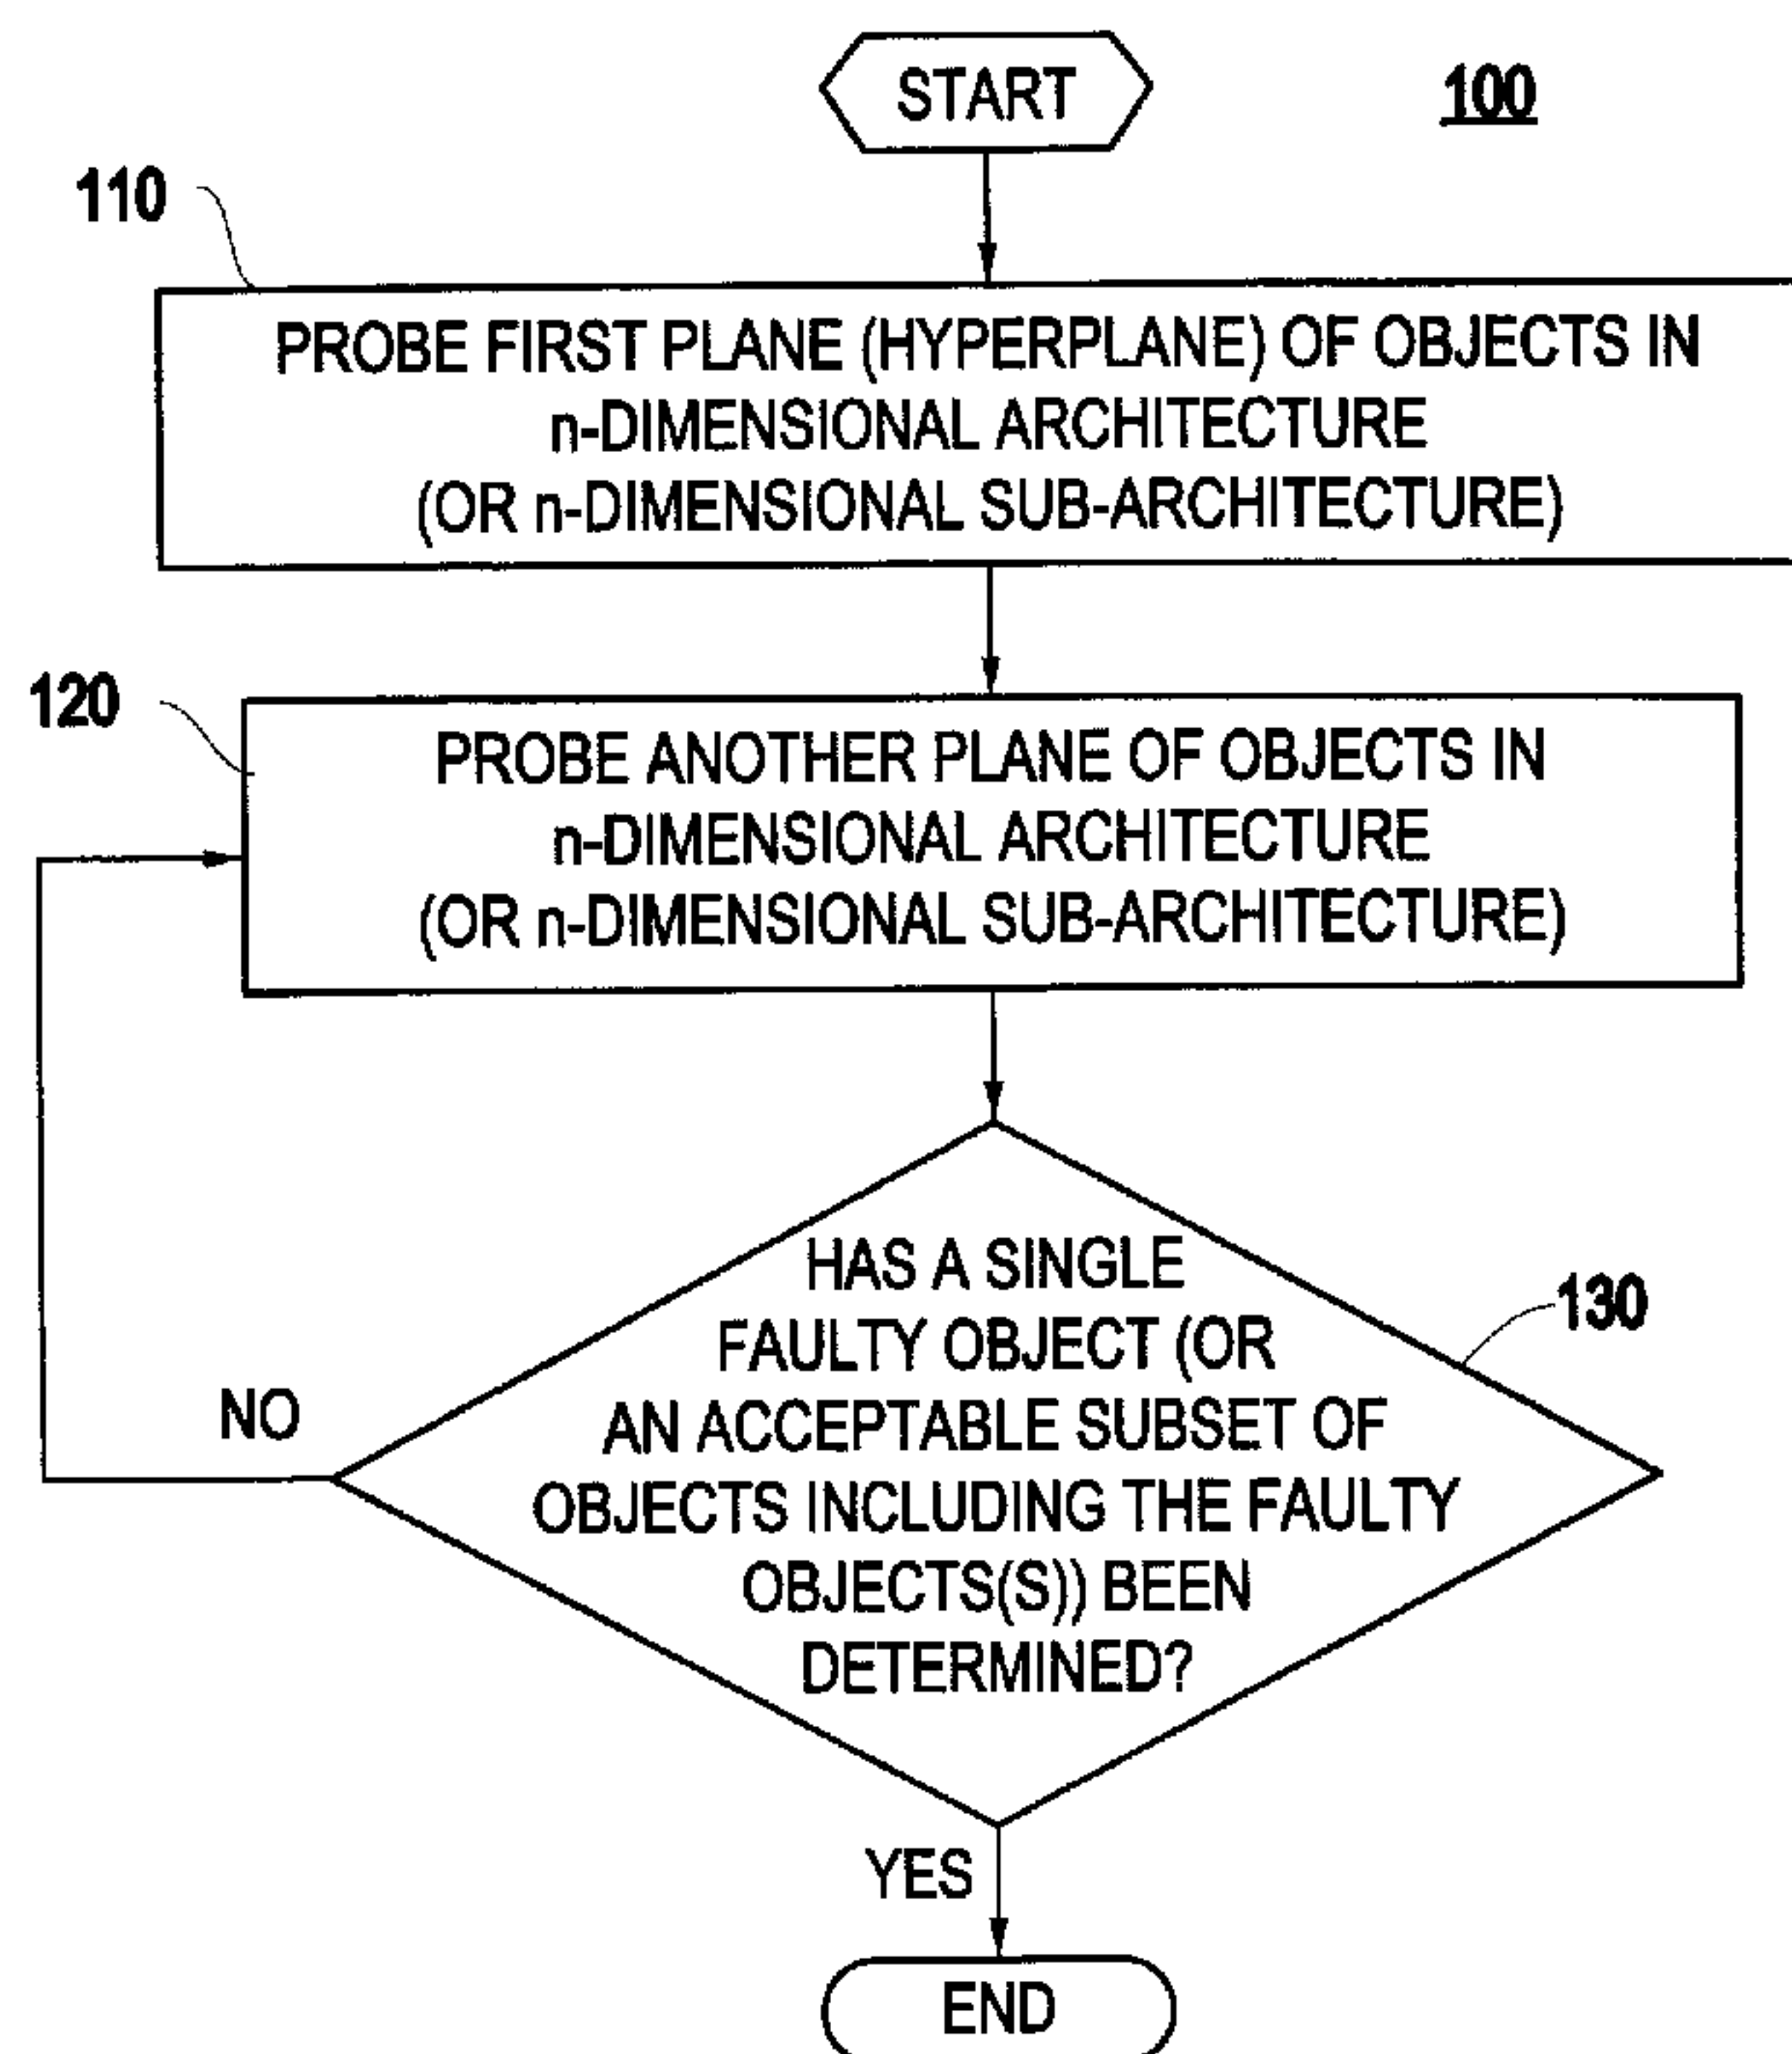 START
100
110
PROBE FIRST PLANE (HYPERPLANE) OF OBJECTS IN
n-DIMENSIONAL ARCHITECTURE
(OR n-DIMENSIONAL SUB-ARCHITECTURE)
120
PROBE ANOTHER PLANE OF OBJECTS IN
n-DIMENSIONAL ARCHITECTURE
(OR n-DIMENSIONAL SUB-ARCHITECTURE)
HAS A SINGLE
FAULTY OBJECT (OR
AN ACCEPTABLE SUBSET OF
OBJECTS INCLUDING THE FAULTY
OBJECTS(S)) BEEN
DETERMINED?
130
NO
YES
END